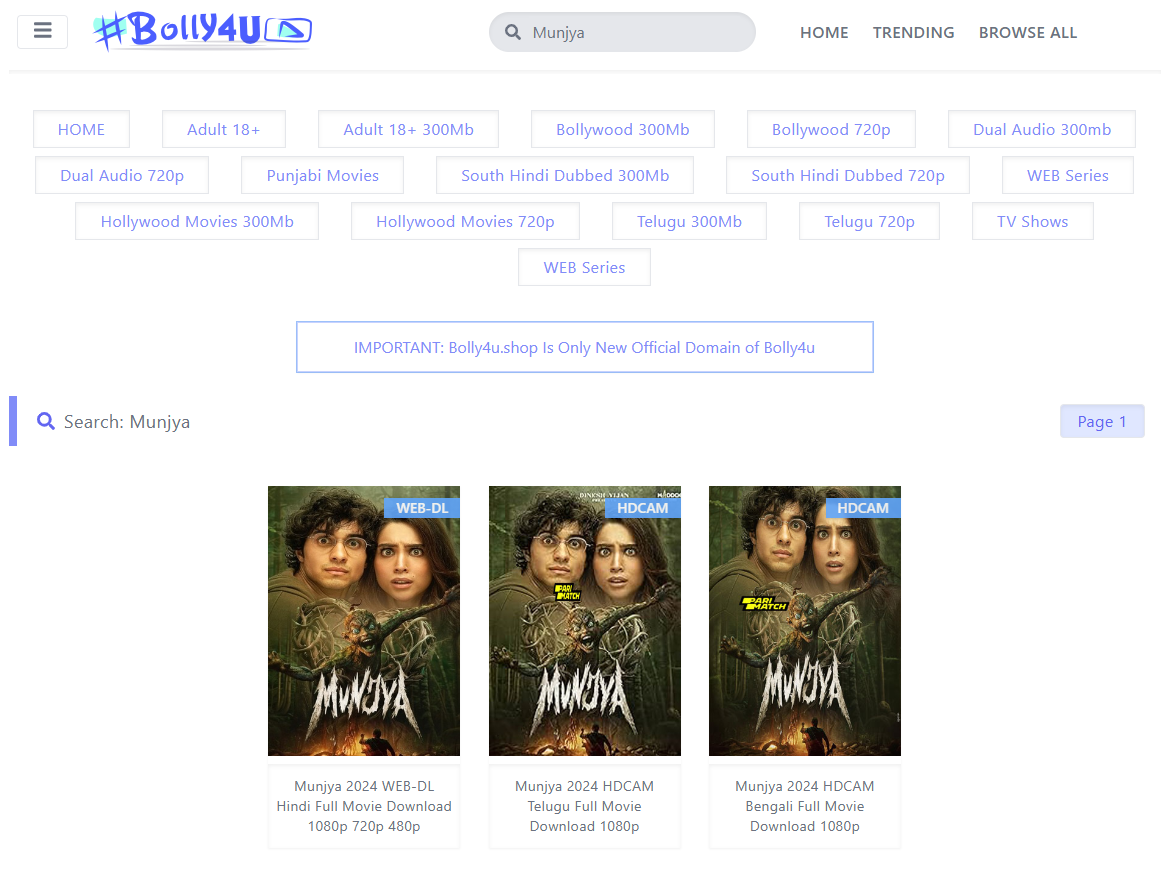 #Bolly4U
Munjya
HOME TRENDING BROWSE ALL
HOME Adult 18+ Adult 18+ 300Mb Bollywood 300Mb Bollywood 720p Dual Audio 300mb
Dual Audio 720p Punjabi Movies South Hindi Dubbed 300Mb South Hindi Dubbed 720p WEB Series
Hollywood Movies 300Mb Hollywood Movies 720p Telugu 300Mb Telugu 720p TV Shows
WEB Series
IMPORTANT: Bolly4u.shop Is Only New Official Domain of Bolly4u
Search: Munjya
Page 1
WEB-DL
MUNJYA
Munjya 2024 WEB-DL
Hindi Full Movie Download
1080p 720p 480p
DINESH VIJAN
HDCAM
PARI
MATCH
MUNJYA
Munjya 2024 HDCAM
Telugu Full Movie
Download 1080p
HDCAM
PARI
MATCH
MUNJYA
Munjya 2024 HDCAM
Bengali Full Movie
Download 1080p